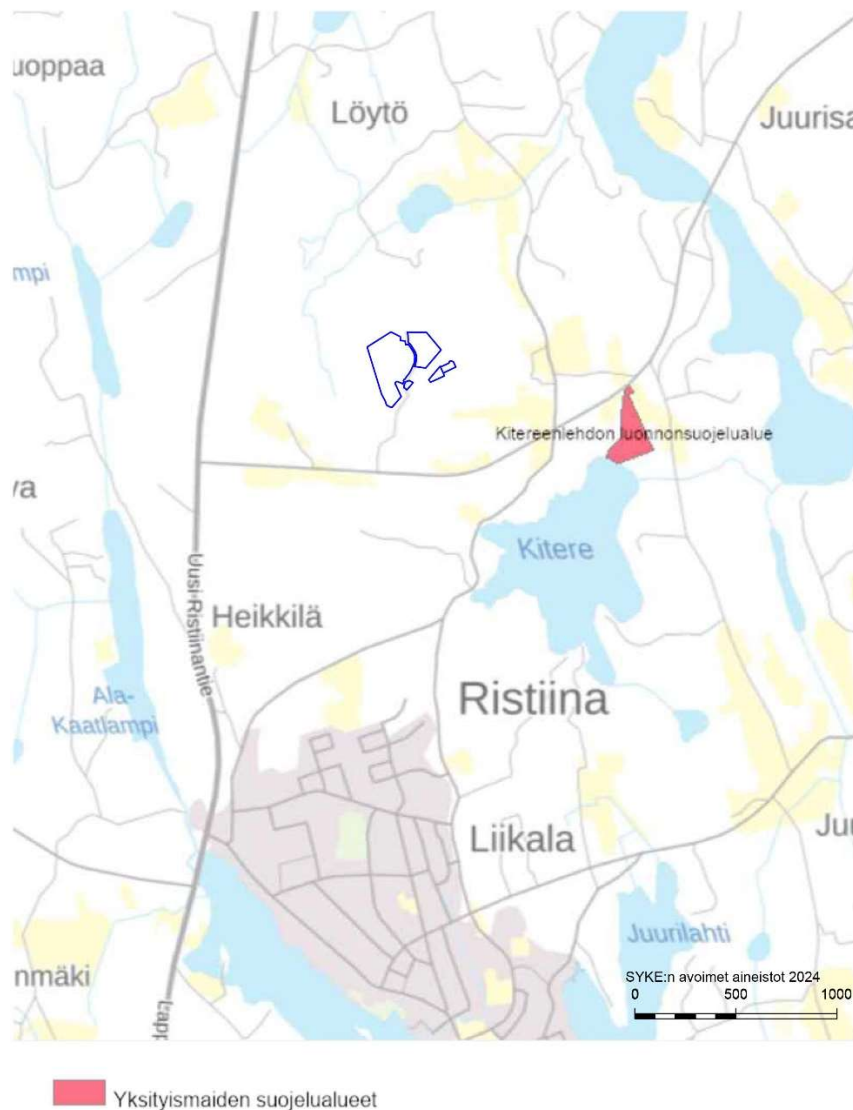 uoppaa
Löytö
Juurisa
mpi
Kitereenlehdon luonnonsuojelualue
va
Kitere
Uusi-Ristiinantie
Heikkilä
Ala-
Kaatlampi
Ristiina
Liikala
Juu
Juurilahti
nmäki
SYKE:n avoimet aineistot 2024
0 500 1000
Lapp
Yksityismaiden suojelualueet